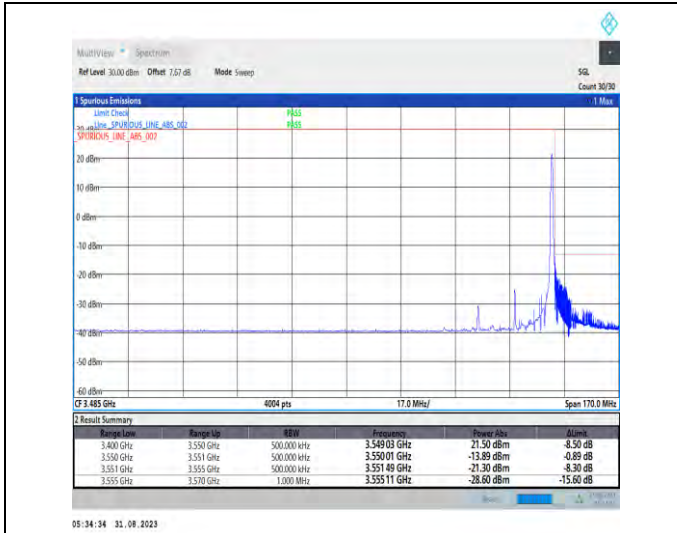 MultiView Spectrum
Ref Level 30.00 dBm Offset 7.67 dB Mode Sweep SGL
Count 30/30
1 Spurious Emissions 1 Max
Limit Check PASS
Line _SPURIOUS_LINE_ABS_002 PASS
_SPURIOUS_LINE_ABS_002
20 dBm
10 dBm
0 dBm
-10 dBm
-20 dBm
-30 dBm
-40 dBm
-50 dBm
-60 dBm
CF 3.485 GHz 4004 pts 17.0 MHz/ Span 170.0 MHz
2 Result Summary
Range Low Range Up RBW Frequency Power Abs ΔLimit
3.400 GHz 3.550 GHz 500.000 kHz 3.549 03 GHz 21.50 dBm -8.50 dB
3.550 GHz 3.551 GHz 500.000 kHz 3.550 01 GHz -13.89 dBm -0.89 dB
3.551 GHz 3.555 GHz 500.000 kHz 3.551 49 GHz -21.30 dBm -8.30 dB
3.555 GHz 3.570 GHz 1.000 MHz 3.555 11 GHz -28.60 dBm -15.60 dB
05:34:34 31.08.2023